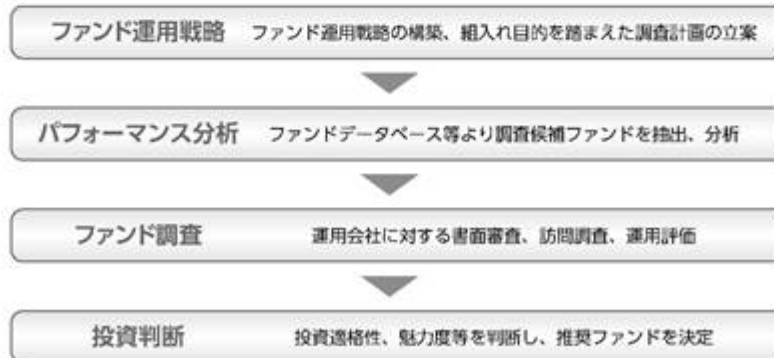 ファンド運用戦略 ファンド運用戦略の構築、組入れ目的を踏まえた調査計画の立案
パフォーマンス分析 ファンドデータベース等より調査候補ファンドを抽出、分析
ファンド調査 運用会社に対する書面審査、訪問調査、運用評価
投資判断 投資適格性、魅力度等を判断し、推奨ファンドを決定